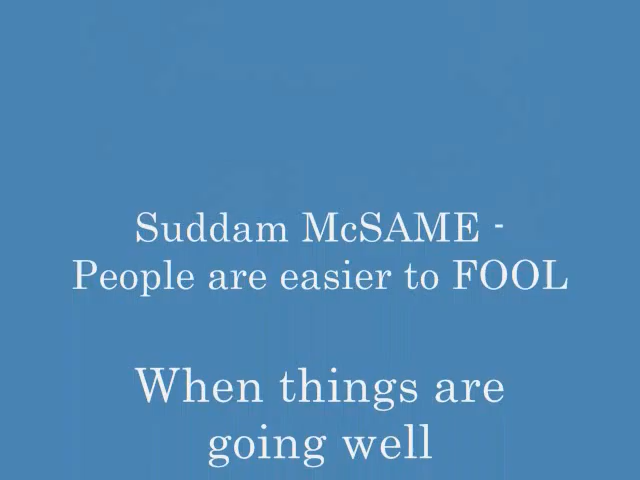 Suddam McSAME -
People are easier to FOOL
When things are
going well